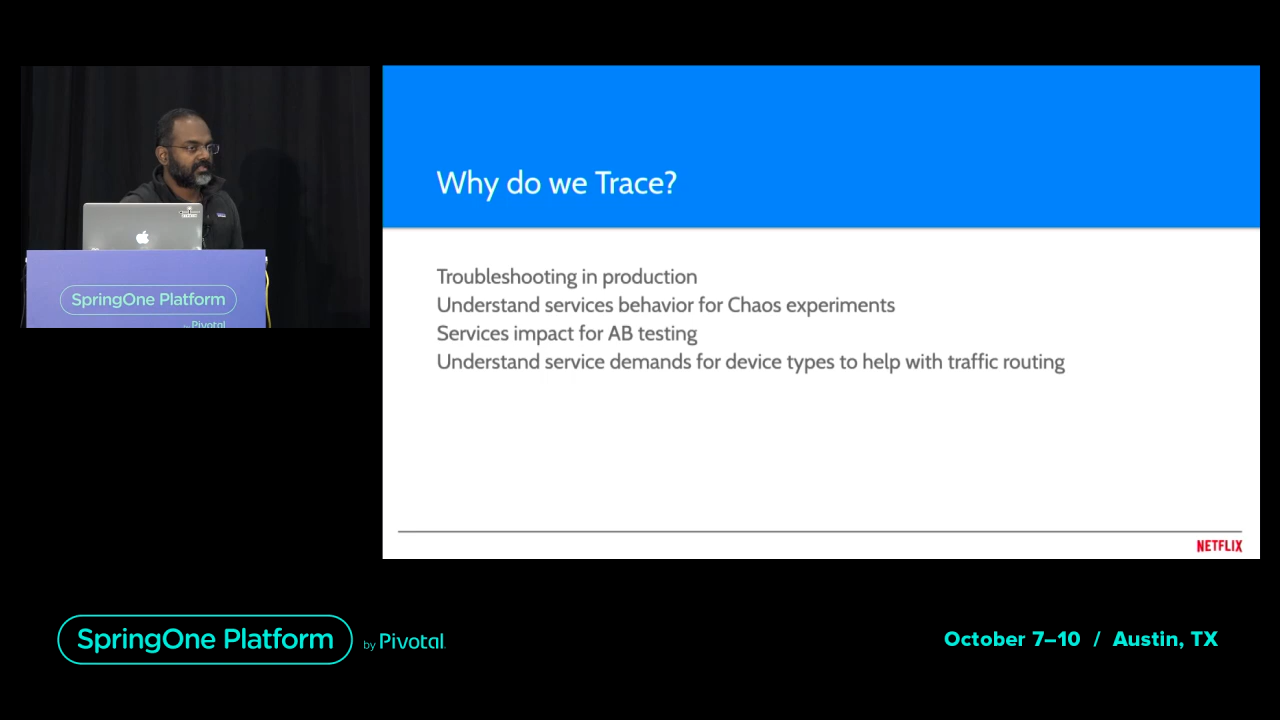 Why do we Trace?
Troubleshooting in production
Understand services behavior for Chaos experiments
Services impact for AB testing
Understand service demands for device types to help with traffic routing
NETFLIX
SpringOne Platform
by Pivotal
SpringOne Platform by Pivotal
October 7–10 / Austin, TX